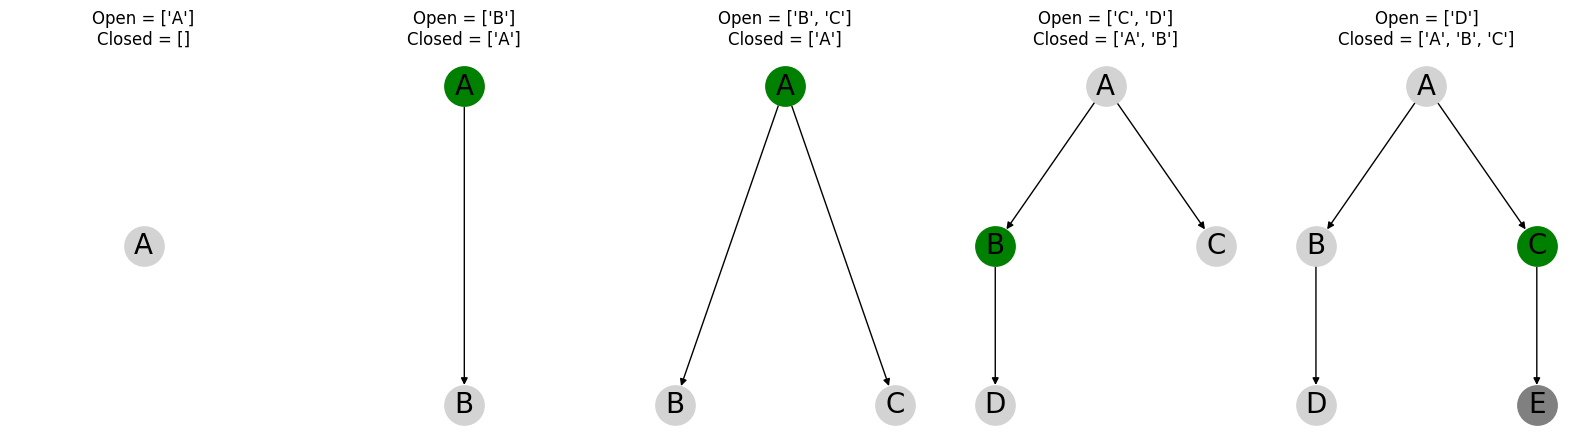 Open = ['A']
Closed = []
A
Open = ['B']
Closed = ['A']
A
B
Open = ['B', 'C']
Closed = ['A']
A
B
C
Open = ['C', 'D']
Closed = ['A', 'B']
A
B
C
D
Open = ['D']
Closed = ['A', 'B', 'C']
A
B
C
D
E